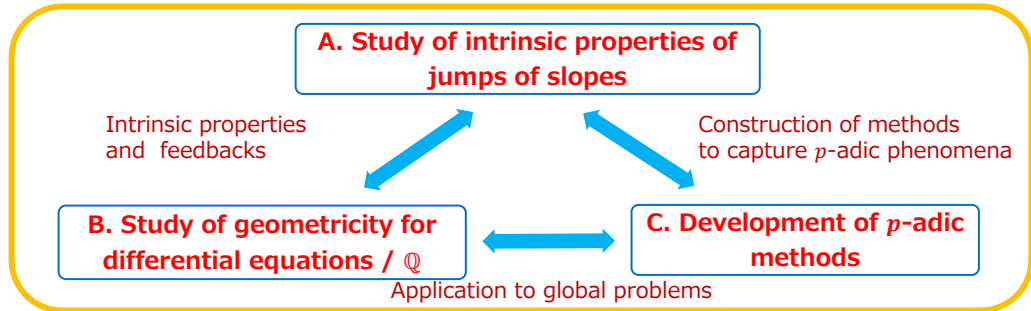 A. Study of intrinsic properties of
jumps of slopes
Intrinsic properties
and feedbacks
Construction of methods
to capture 𝑝-adic phenomena
B. Study of geometricity for
differential equations / ℚ
C. Development of 𝒑-adic
methods
Application to global problems